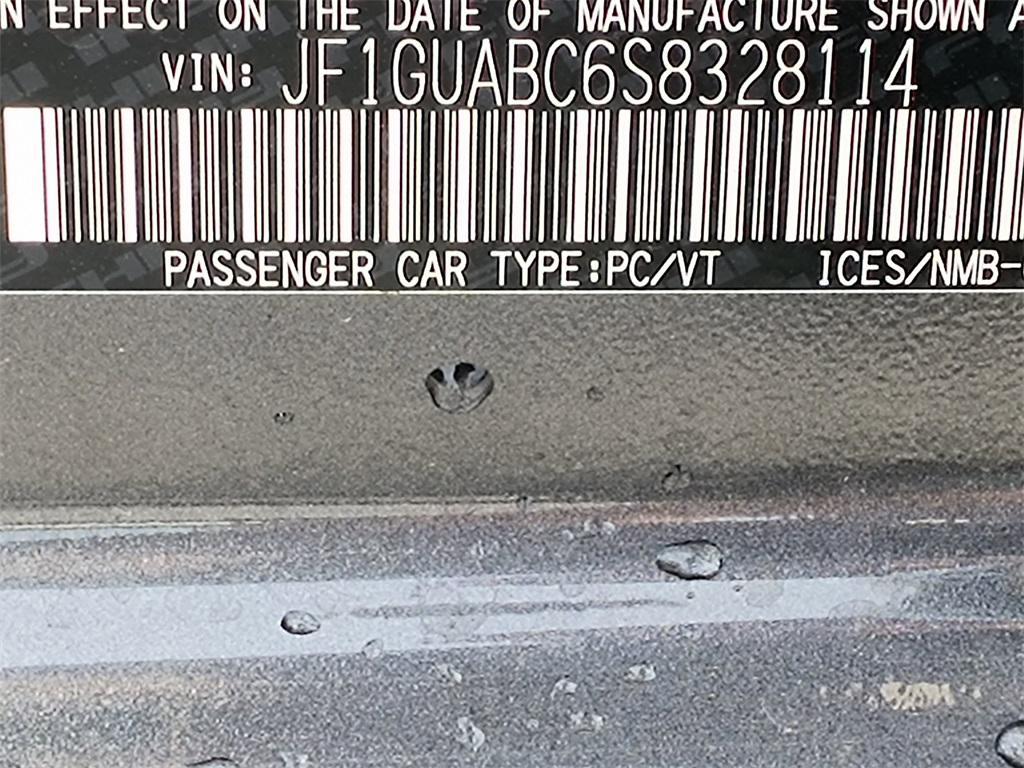 N EFFECT ON THE DATE OF MANUFACTURE SHOWN A
VIN: JF1GUABC6S8328114
PASSENGER CAR TYPE:PC/VT ICES/NMB-